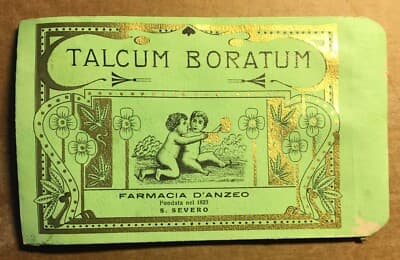 TALCUM BORATUM
FARMACIA D'ANZEO
Fondata nel 1823
S. SEVERO